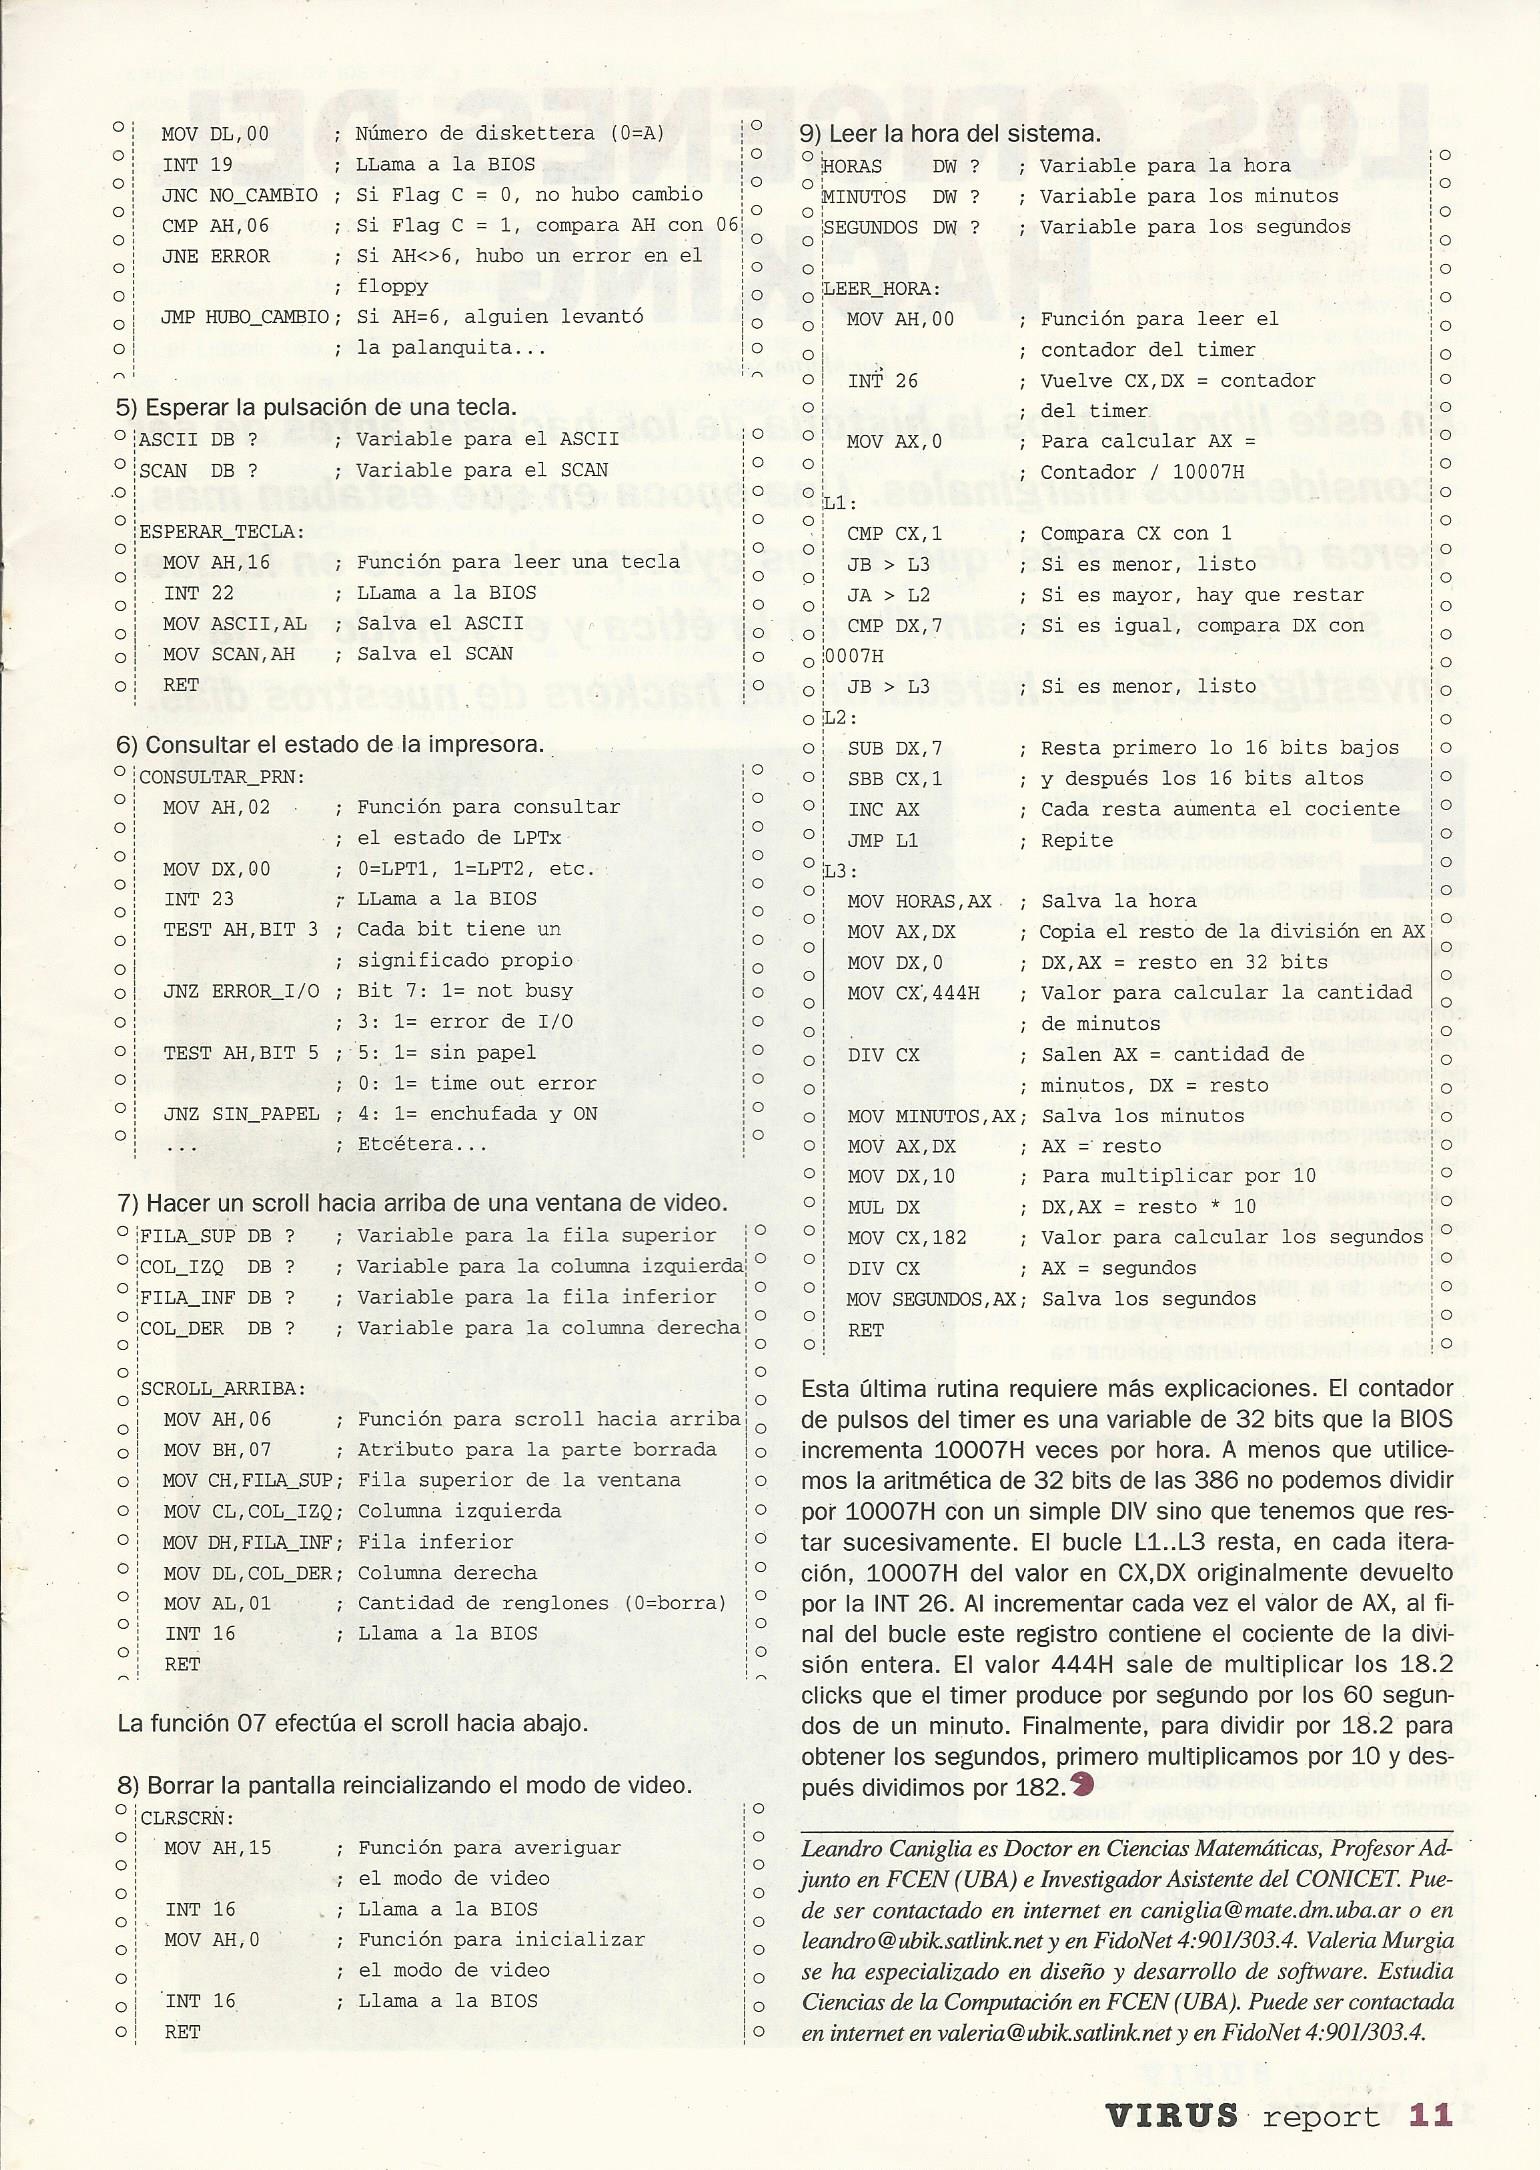 MOV DL,00 ; Número de diskettera (0=A)
INT 19 ; LLama a la BIOS
JNC NO_CAMBIO ; Si Flag C = 0, no hubo cambio
CMP AH,06 ; Si Flag C = 1, compara AH con 06
JNE ERROR ; Si AH<>6, hubo un error en el
; floppy
JMP HUBO_CAMBIO; Si AH=6, alguien levantó
; la palanquita...
5) Esperar la pulsación de una tecla.
ASCII DB ? ; Variable para el ASCII
SCAN DB ? ; Variable para el SCAN
ESPERAR_TECLA:
MOV AH,16 ; Función para leer una tecla
INT 22 ; LLama a la BIOS
MOV ASCII,AL ; Salva el ASCII
MOV SCAN,AH ; Salva el SCAN
RET
6) Consultar el estado de la impresora.
CONSULTAR_PRN:
MOV AH,02 ; Función para consultar
; el estado de LPTx
MOV DX,00 ; 0=LPT1, 1=LPT2, etc.
INT 23 ; LLama a la BIOS
TEST AH,BIT 3 ; Cada bit tiene un
; significado propio
JNZ ERROR_I/O ; Bit 7: 1= not busy
; 3: 1= error de I/O
TEST AH,BIT 5 ; 5: 1= sin papel
; 0: 1= time out error
JNZ SIN_PAPEL ; 4: 1= enchufada y ON
... ; Etcétera...
7) Hacer un scroll hacia arriba de una ventana de video.
FILA_SUP DB ? ; Variable para la fila superior
COL_IZQ DB ? ; Variable para la columna izquierda
FILA_INF DB ? ; Variable para la fila inferior
COL_DER DB ? ; Variable para la columna derecha
SCROLL_ARRIBA:
MOV AH,06 ; Función para scroll hacia arriba
MOV BH,07 ; Atributo para la parte borrada
MOV CH,FILA_SUP; Fila superior de la ventana
MOV CL,COL_IZQ; Columna izquierda
MOV DH,FILA_INF; Fila inferior
MOV DL,COL_DER; Columna derecha
MOV AL,01 ; Cantidad de renglones (0=borra)
INT 16 ; Llama a la BIOS
RET
La función 07 efectúa el scroll hacia abajo.
8) Borrar la pantalla reincializando el modo de video.
CLRSCRN:
MOV AH,15 ; Función para averiguar
; el modo de video
INT 16 ; Llama a la BIOS
MOV AH,0 ; Función para inicializar
; el modo de video
INT 16 ; Llama a la BIOS
RET
9) Leer la hora del sistema.
HORAS DW ? ; Variable para la hora
MINUTOS DW ? ; Variable para los minutos
SEGUNDOS DW ? ; Variable para los segundos
LEER_HORA:
MOV AH,00 ; Función para leer el
; contador del timer
INT 26 ; Vuelve CX,DX = contador
; del timer
MOV AX,0 ; Para calcular AX =
; Contador / 10007H
L1:
CMP CX,1 ; Compara CX con 1
JB > L3 ; Si es menor, listo
JA > L2 ; Si es mayor, hay que restar
CMP DX,7 ; Si es igual, compara DX con
0007H
JB > L3 ; Si es menor, listo
L2:
SUB DX,7 ; Resta primero lo 16 bits bajos
SBB CX,1 ; y después los 16 bits altos
INC AX ; Cada resta aumenta el cociente
JMP L1 ; Repite
L3:
MOV HORAS,AX ; Salva la hora
MOV AX,DX ; Copia el resto de la división en AX
MOV DX,0 ; DX,AX = resto en 32 bits
MOV CX,444H ; Valor para calcular la cantidad
; de minutos
DIV CX ; Salen AX = cantidad de
; minutos, DX = resto
MOV MINUTOS,AX; Salva los minutos
MOV AX,DX ; AX = resto
MOV DX,10 ; Para multiplicar por 10
MUL DX ; DX,AX = resto * 10
MOV CX,182 ; Valor para calcular los segundos
DIV CX ; AX = segundos
MOV SEGUNDOS,AX; Salva los segundos
RET
Esta última rutina requiere más explicaciones. El contador
de pulsos del timer es una variable de 32 bits que la BIOS
incrementa 10007H veces por hora. A menos que utilice-
mos la aritmética de 32 bits de las 386 no podemos dividir
por 10007H con un simple DIV sino que tenemos que res-
tar sucesivamente. El bucle L1..L3 resta, en cada itera-
ción, 10007H del valor en CX,DX originalmente devuelto
por la INT 26. Al incrementar cada vez el valor de AX, al fi-
nal del bucle este registro contiene el cociente de la divi-
sión entera. El valor 444H sale de multiplicar los 18.2
clicks que el timer produce por segundo por los 60 segun-
dos de un minuto. Finalmente, para dividir por 18.2 para
obtener los segundos, primero multiplicamos por 10 y des-
pués dividimos por 182.
Leandro Caniglia es Doctor en Ciencias Matemáticas, Profesor Ad-
junto en FCEN (UBA) e Investigador Asistente del CONICET. Pue-
de ser contactado en internet en caniglia@mate.dm.uba.ar o en
leandro@ubik.satlink.net y en FidoNet 4:901/303.4. Valeria Murgia
se ha especializado en diseño y desarrollo de software. Estudia
Ciencias de la Computación en FCEN (UBA). Puede ser contactada
en internet en valeria@ubik.satlink.net y en FidoNet 4:901/303.4.
VIRUS report 11